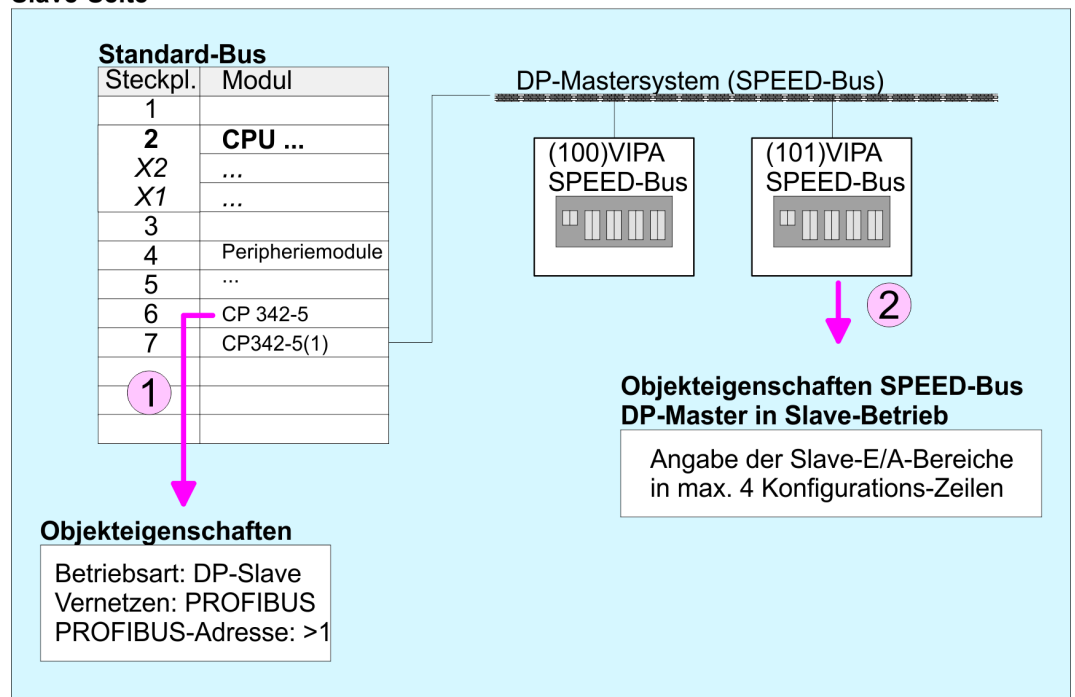 Slave-Seite
Standard-Bus
Steckpl. Modul
1
2 CPU ...
X2 ...
X1 ...
3
4 Peripheriemodule
5 ...
6 CP 342-5
7 CP342-5(1)
1
DP-Mastersystem (SPEED-Bus)
(100)VIPA
SPEED-Bus
(101)VIPA
SPEED-Bus
2
Objekteigenschaften SPEED-Bus
DP-Master in Slave-Betrieb
Angabe der Slave-E/A-Bereiche
in max. 4 Konfigurations-Zeilen
Objekteigenschaften
Betriebsart: DP-Slave
Vernetzen: PROFIBUS
PROFIBUS-Adresse: >1